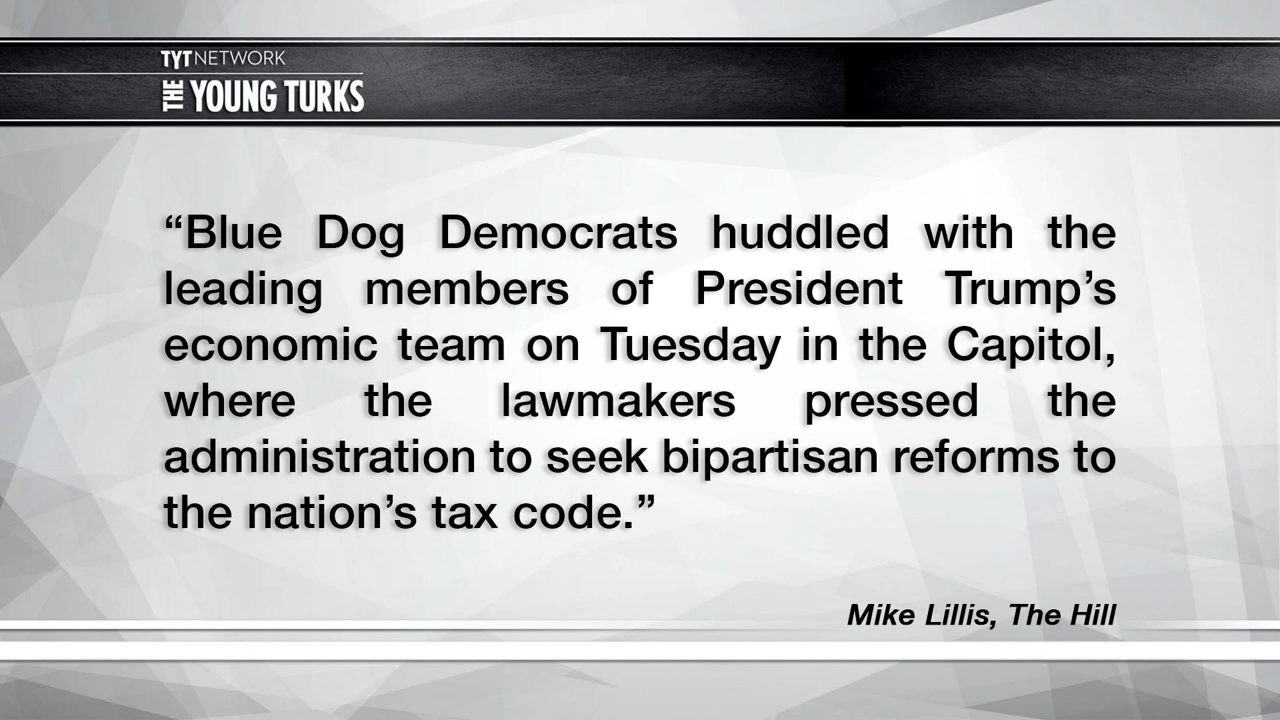 TYT NETWORK
THE YOUNG TURKS
“Blue Dog Democrats huddled with the
leading members of President Trump’s
economic team on Tuesday in the Capitol,
where the lawmakers pressed the
administration to seek bipartisan reforms to
the nation’s tax code.”
Mike Lillis, The Hill